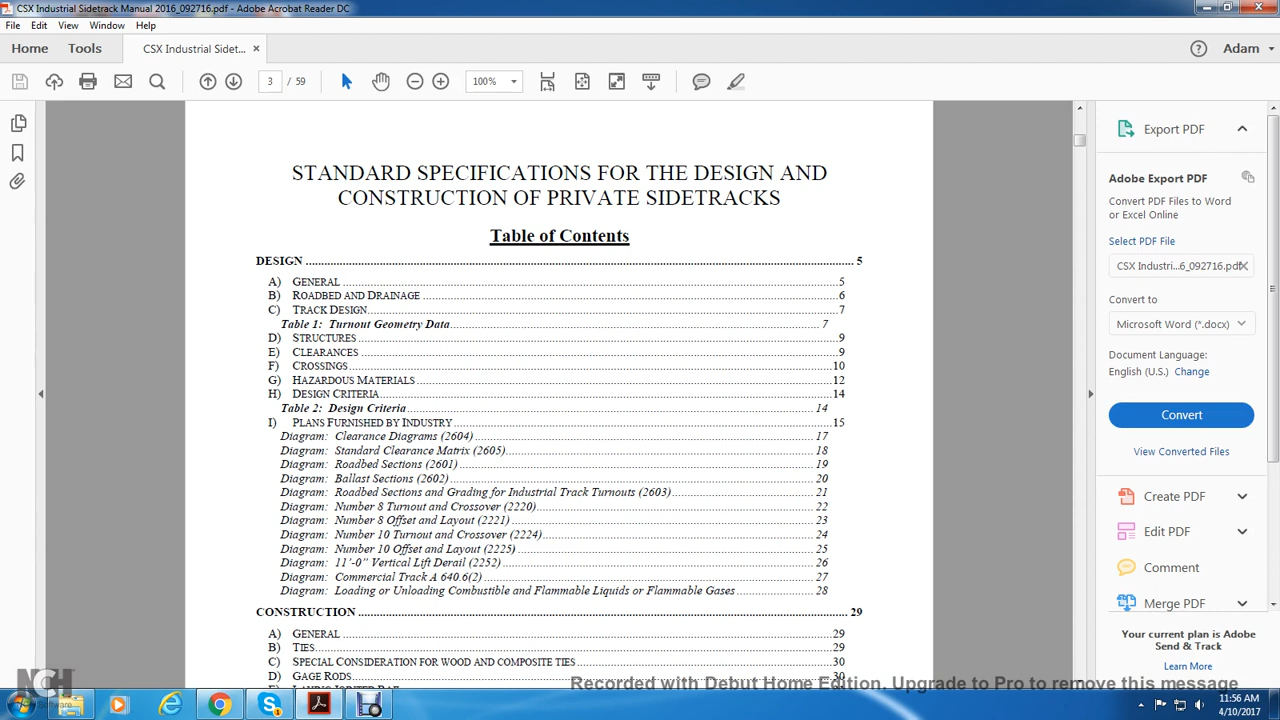 CSX Industrial Sidetrack Manual 2016_092716.pdf - Adobe Acrobat Reader DC
File Edit View Window Help
Home Tools CSX Industrial Sidet... × Adam
3 / 59 100%
STANDARD SPECIFICATIONS FOR THE DESIGN AND
CONSTRUCTION OF PRIVATE SIDETRACKS
Table of Contents
DESIGN 5
A) GENERAL 5
B) ROADBED AND DRAINAGE 6
C) TRACK DESIGN 7
Table 1: Turnout Geometry Data 7
D) STRUCTURES 9
E) CLEARANCES 9
F) CROSSINGS 10
G) HAZARDOUS MATERIALS 12
H) DESIGN CRITERIA 14
Table 2: Design Criteria 14
I) PLANS FURNISHED BY INDUSTRY 15
Diagram: Clearance Diagrams (2604) 17
Diagram: Standard Clearance Matrix (2605) 18
Diagram: Roadbed Sections (2601) 19
Diagram: Ballast Sections (2602) 20
Diagram: Roadbed Sections and Grading for Industrial Track Turnouts (2603) 21
Diagram: Number 8 Turnout and Crossover (2220) 22
Diagram: Number 8 Offset and Layout (2221) 23
Diagram: Number 10 Turnout and Crossover (2224) 24
Diagram: Number 10 Offset and Layout (2225) 25
Diagram: 11'-0" Vertical Lift Derail (2252) 26
Diagram: Commercial Track A 640.6(2) 27
Diagram: Loading or Unloading Combustible and Flammable Liquids or Flammable Gases 28
CONSTRUCTION 29
A) GENERAL 29
B) TIES 29
C) SPECIAL CONSIDERATION FOR WOOD AND COMPOSITE TIES 30
D) GAGE RODS 30
Export PDF
Adobe Export PDF
Convert PDF Files to Word
or Excel Online
Select PDF File
CSX Industri...6_092716.pdf
Convert to
Microsoft Word (*.docx)
Document Language:
English (U.S.) Change
Convert
View Converted Files
Create PDF
Edit PDF
Comment
Merge PDF
Your current plan is Adobe
Send & Track
Learn More
NCH
Software
Recorded with Debut Home Edition. Upgrade to Pro to remove this message
11:56 AM
4/10/2017